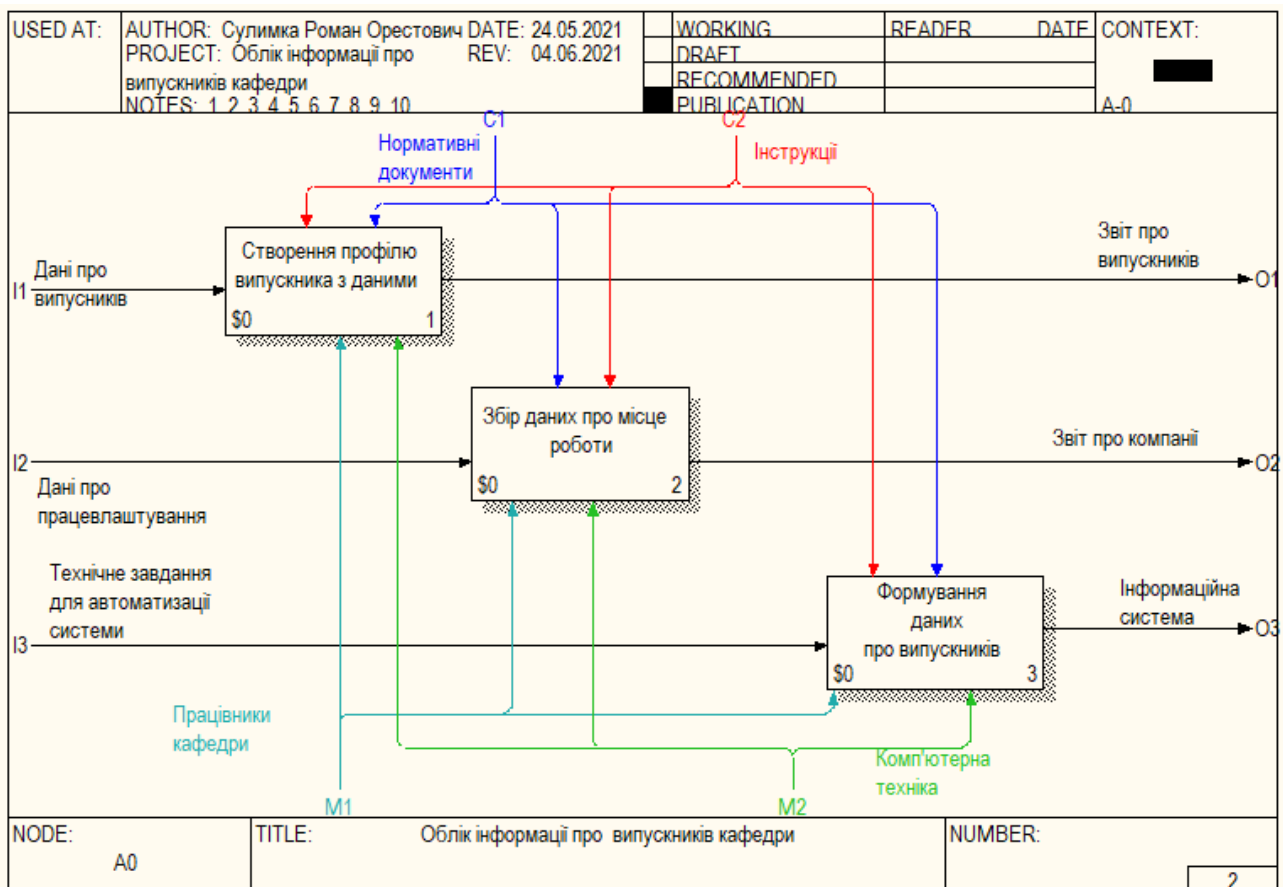 USED AT:
AUTHOR: Сулимка Роман Орестович
DATE: 24.05.2021
PROJECT: Облік інформації про
випускників кафедри
REV: 04.06.2021
NOTES: 1 2 3 4 5 6 7 8 9 10
WORKING
DRAFT
RECOMMENDED
PUBLICATION
READER DATE
CONTEXT:
A-0
C1
C2
Нормативні
документи
Інструкції
Створення профілю
випускника з даними
$0 1
I1
Дані про
випусників
Звіт про
випускників
O1
Збір даних про місце
роботи
$0 2
I2
Дані про
працевлаштування
Звіт про компанії
O2
Технічне завдання
для автоматизації
системи
I3
Формування
даних
про випускників
$0 3
Інформаційна
система
O3
Працівники
кафедри
Комп'ютерна
техніка
M1
M2
NODE:
A0
TITLE:
Облік інформації про випускників кафедри
NUMBER:
2